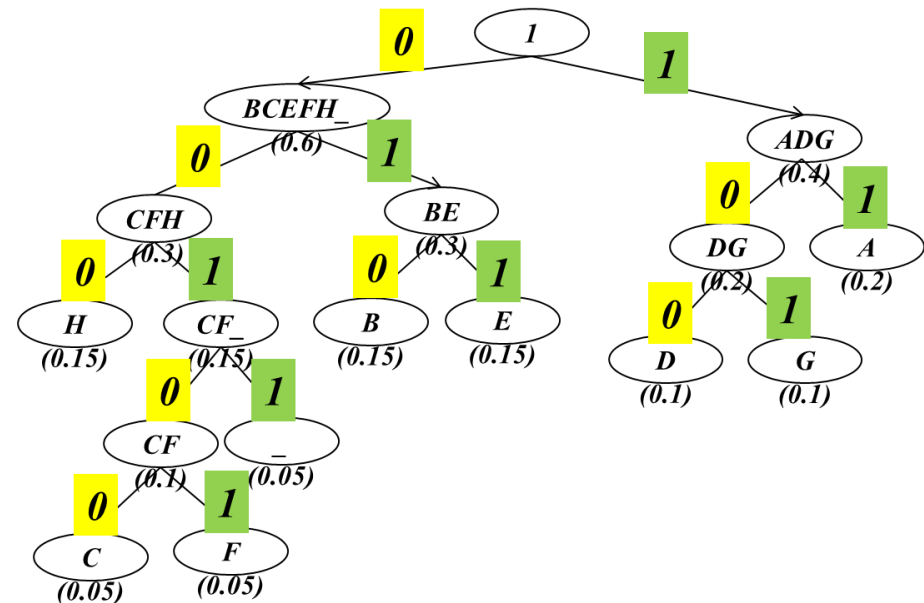 1
0
1
BCEFH_
(0.6)
ADG
(0.4)
0
1
0
1
CFH
(0.3)
BE
(0.3)
DG
(0.2)
A
(0.2)
0
1
0
1
0
1
H
(0.15)
CF_
(0.15)
B
(0.15)
E
(0.15)
D
(0.1)
G
(0.1)
0
1
CF
(0.1)
_
(0.05)
0
1
C
(0.05)
F
(0.05)